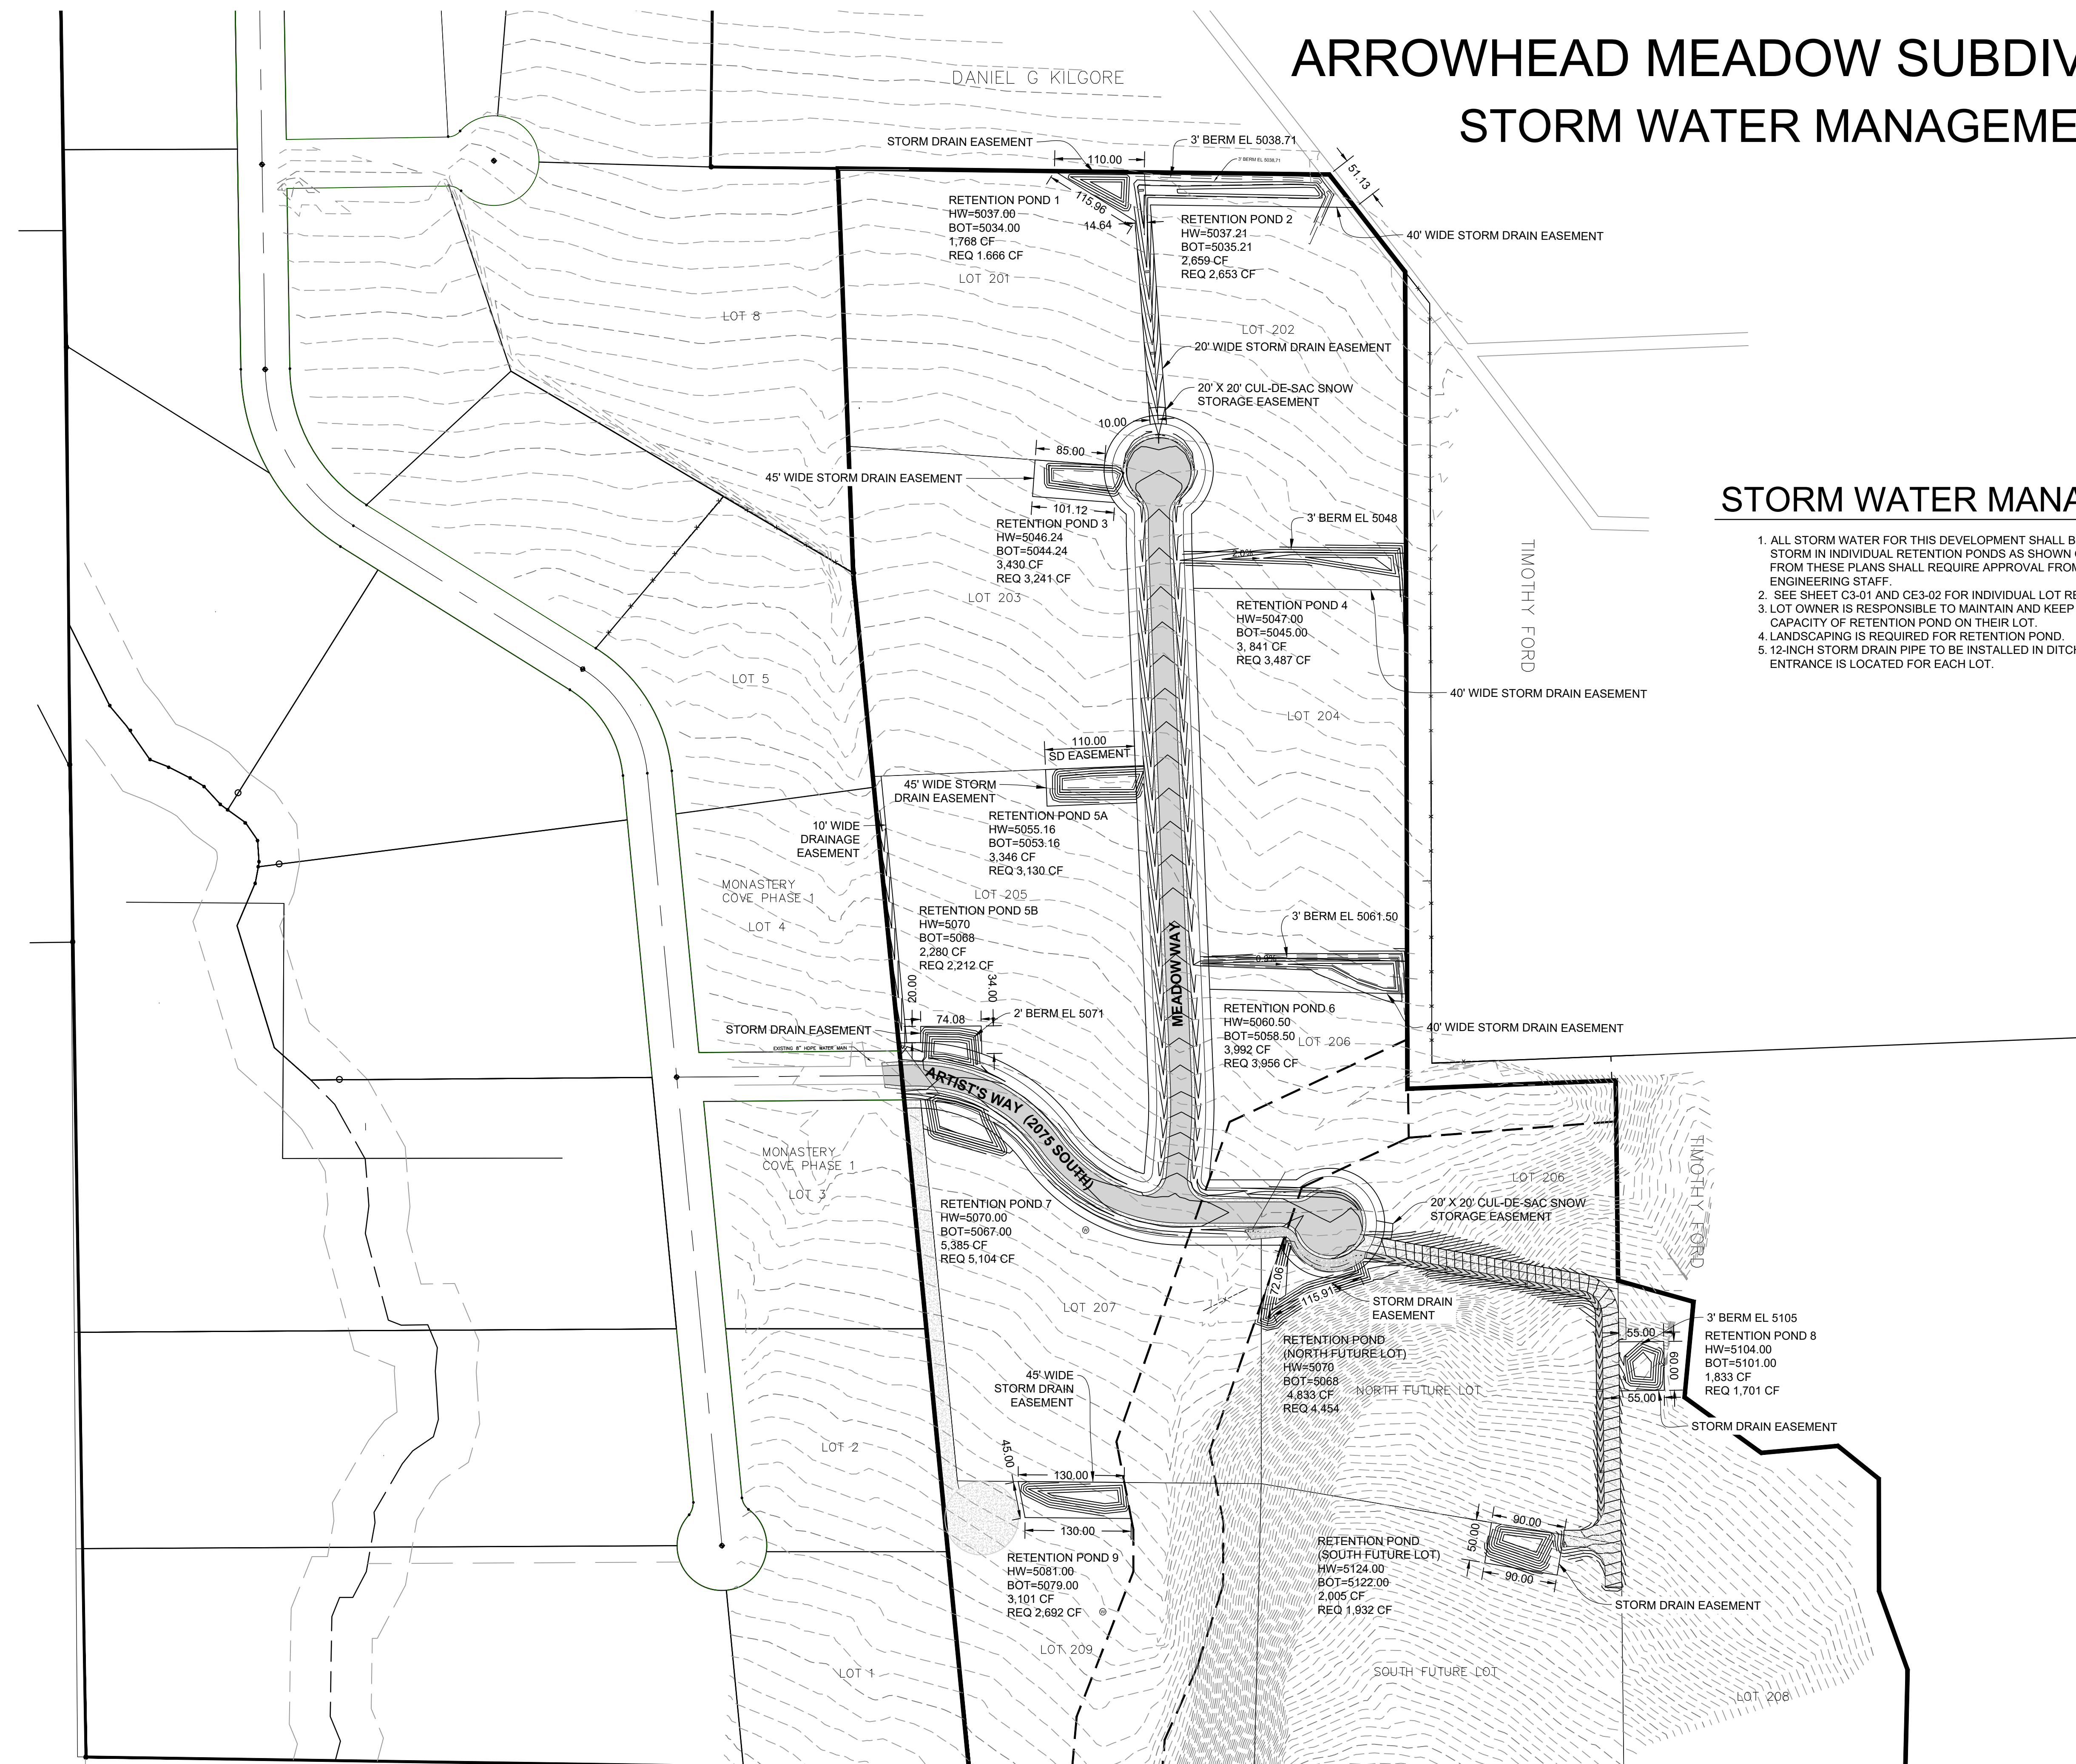 ARROWHEAD MEADOW SUBDIV
STORM WATER MANAGEME
DANIEL G KILGORE
STORM DRAIN EASEMENT
110.00
3' BERM EL 5038.71
3' BERM EL 5038.71
51.13
115.96
14.64
RETENTION POND 1
HW=5037.00
BOT=5034.00
1,768 CF
REQ 1.666 CF
LOT 201
RETENTION POND 2
HW=5037.21
BOT=5035.21
2,659 CF
REQ 2,653 CF
40' WIDE STORM DRAIN EASEMENT
LOT 8
LOT 202
20' WIDE STORM DRAIN EASEMENT
20' X 20' CUL-DE-SAC SNOW
STORAGE EASEMENT
10.00
85.00
45' WIDE STORM DRAIN EASEMENT
101.12
RETENTION POND 3
HW=5046.24
BOT=5044.24
3,430 CF
REQ 3,241 CF
LOT 203
3' BERM EL 5048
2.0%
RETENTION POND 4
HW=5047.00
BOT=5045.00
3, 841 CF
REQ 3,487 CF
40' WIDE STORM DRAIN EASEMENT
TIMOTHY FORD
STORM WATER MANA
1. ALL STORM WATER FOR THIS DEVELOPMENT SHALL B
STORM IN INDIVIDUAL RETENTION PONDS AS SHOWN
FROM THESE PLANS SHALL REQUIRE APPROVAL FROM
ENGINEERING STAFF.
2. SEE SHEET C3-01 AND CE3-02 FOR INDIVIDUAL LOT RE
3. LOT OWNER IS RESPONSIBLE TO MAINTAIN AND KEEP
CAPACITY OF RETENTION POND ON THEIR LOT.
4. LANDSCAPING IS REQUIRED FOR RETENTION POND.
5. 12-INCH STORM DRAIN PIPE TO BE INSTALLED IN DITCH
ENTRANCE IS LOCATED FOR EACH LOT.
LOT 5
LOT 204
110.00
SD EASEMENT
45' WIDE STORM
DRAIN EASEMENT
10' WIDE
DRAINAGE
EASEMENT
RETENTION POND 5A
HW=5055.16
BOT=5053.16
3,346 CF
REQ 3,130 CF
LOT 205
MONASTERY
COVE PHASE 1
LOT 4
RETENTION POND 5B
HW=5070
BOT=5068
2,280 CF
REQ 2,212 CF
20.00
34.00
74.08
2' BERM EL 5071
STORM DRAIN EASEMENT
EXISTING 8" HDPE WATER MAIN
MEADOW WAY
3' BERM EL 5061.50
0.9%
RETENTION POND 6
HW=5060.50
BOT=5058.50
3,992 CF
REQ 3,956 CF
LOT 206
40' WIDE STORM DRAIN EASEMENT
ARTIST'S WAY (2075 SOUTH)
MONASTERY
COVE PHASE 1
LOT 3
RETENTION POND 7
HW=5070.00
BOT=5067.00
5,385 CF
REQ 5,104 CF
W
LOT 206
TIMOTHY FORD
20' X 20' CUL-DE-SAC SNOW
STORAGE EASEMENT
72.06
115.91
STORM DRAIN
EASEMENT
LOT 207
RETENTION POND
(NORTH FUTURE LOT)
HW=5070
BOT=5068
4,833 CF
REQ 4,454
NORTH FUTURE LOT
3' BERM EL 5105
55.00
60.00
55.00
RETENTION POND 8
HW=5104.00
BOT=5101.00
1,833 CF
REQ 1,701 CF
STORM DRAIN EASEMENT
45' WIDE
STORM DRAIN
EASEMENT
LOT 2
45.00
130.00
130.00
RETENTION POND 9
HW=5081.00
BOT=5079.00
3,101 CF
REQ 2,692 CF
W
LOT 209
RETENTION POND
(SOUTH FUTURE LOT)
HW=5124.00
BOT=5122.00
2,005 CF
REQ 1,932 CF
90.00
50.00
90.00
STORM DRAIN EASEMENT
LOT 1
SOUTH FUTURE LOT
LOT 208